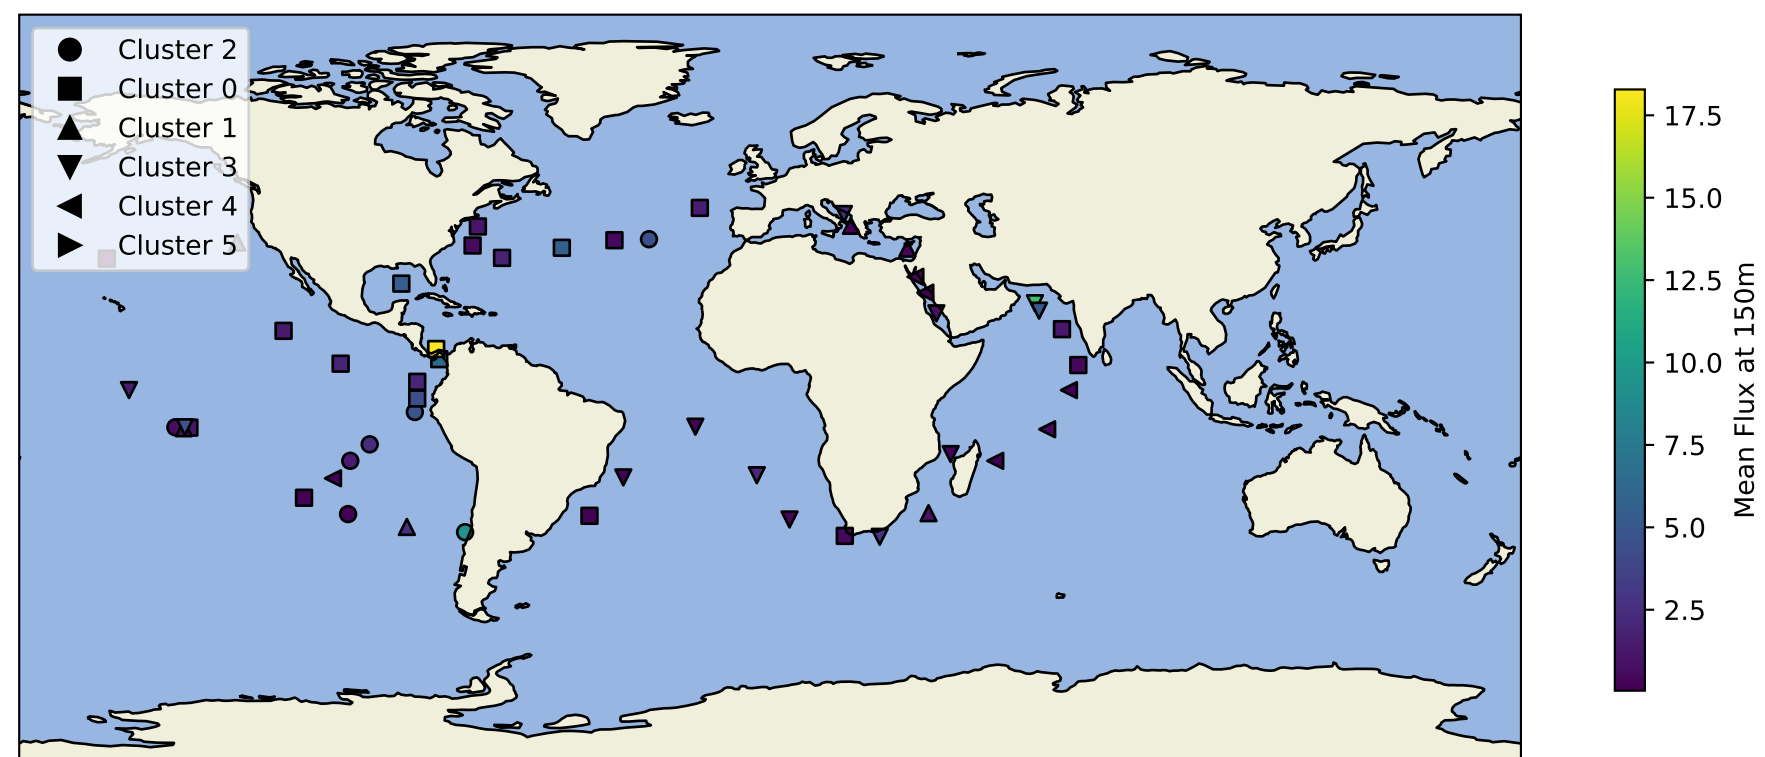 Cluster 2
Cluster 0
Cluster 1
Cluster 3
Cluster 4
Cluster 5
17.5
15.0
12.5
10.0
7.5
5.0
2.5
Mean Flux at 150m